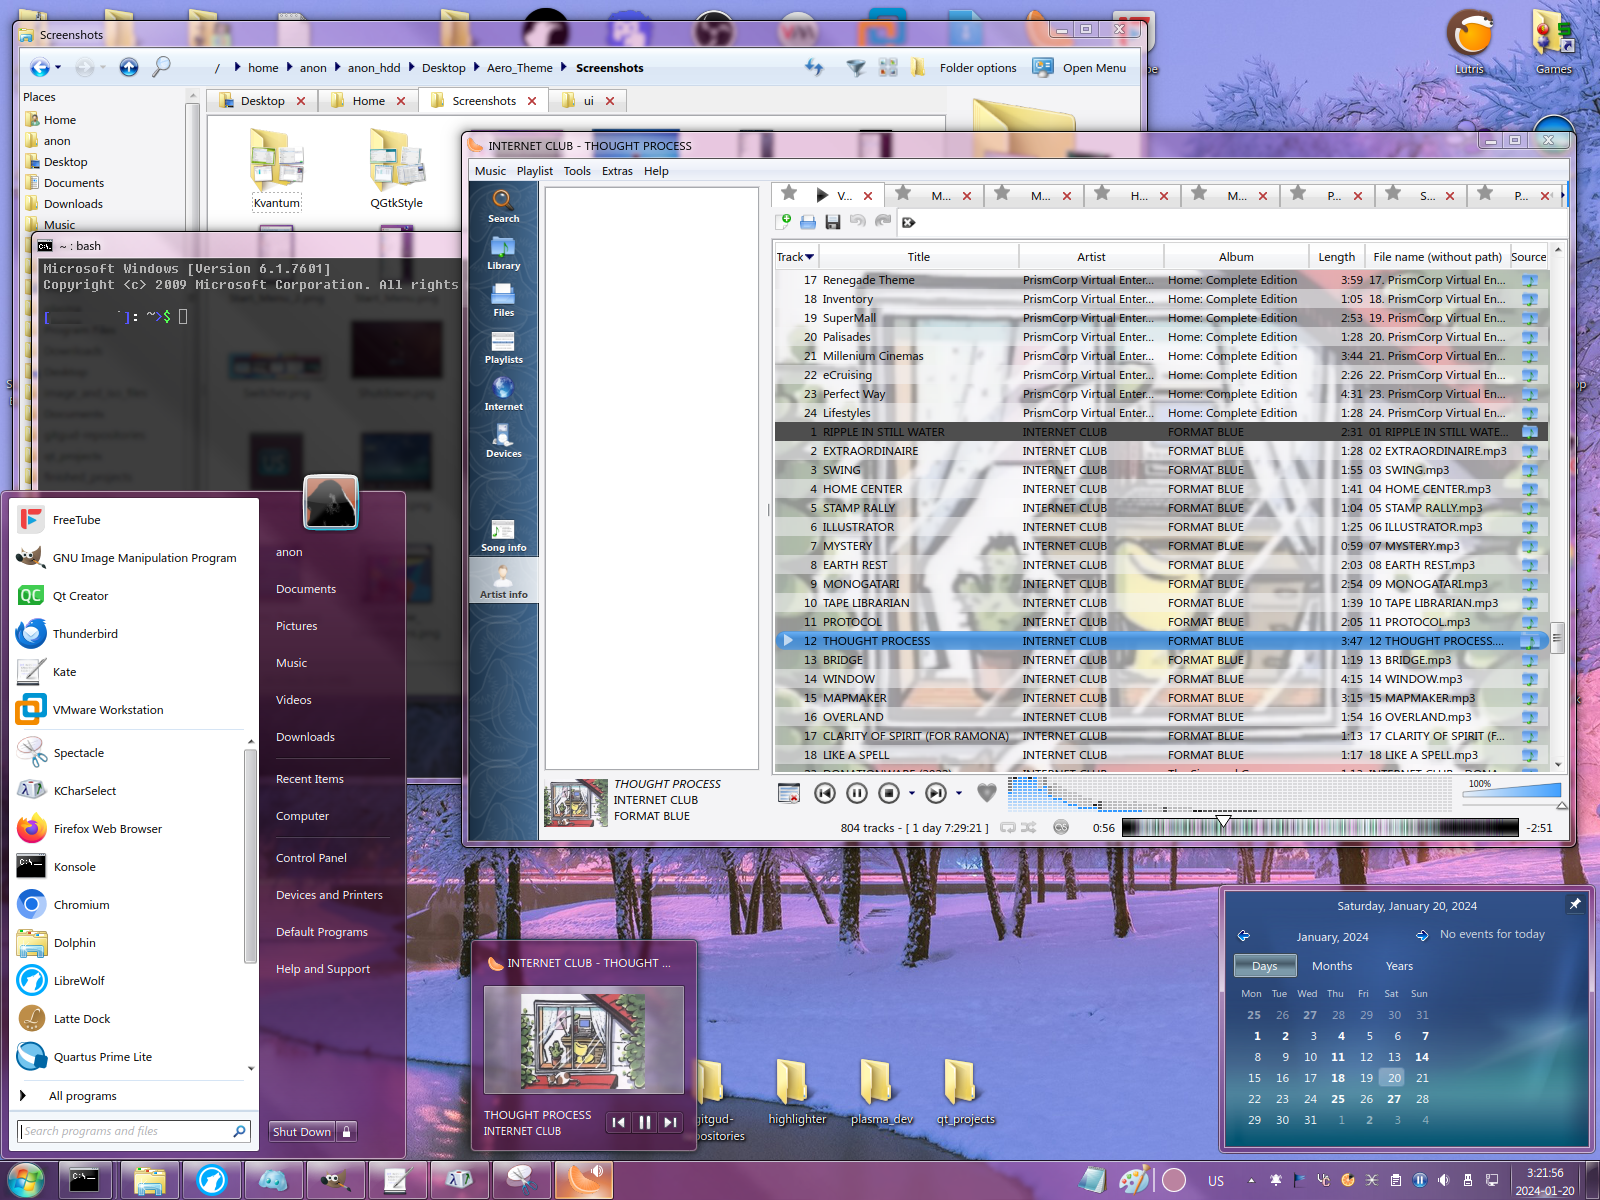 Screenshots
/ home anon anon_hdd Desktop Aero_Theme Screenshots
Folder options
Open Menu
Places
Home
anon
Desktop
Documents
Downloads
Music
Desktop
Home
Screenshots
ui
Kvantum
QGtkStyle
Lutris
Games
~ : bash
Microsoft Windows [Version 6.1.7601]
Copyright <c> 2009 Microsoft Corporation. All rights
[ ]: ~>$
INTERNET CLUB - THOUGHT PROCESS
Music Playlist Tools Extras Help
Search
Library
Files
Playlists
Internet
Devices
Song info
Artist info
V... M... M... H... M... P... S... P...
Track Title Artist Album Length File name (without path) Source
17 Renegade Theme PrismCorp Virtual Enter... Home: Complete Edition 3:59 17. PrismCorp Virtual En...
18 Inventory PrismCorp Virtual Enter... Home: Complete Edition 1:05 18. PrismCorp Virtual En...
19 SuperMall PrismCorp Virtual Enter... Home: Complete Edition 2:53 19. PrismCorp Virtual En...
20 Palisades PrismCorp Virtual Enter... Home: Complete Edition 1:28 20. PrismCorp Virtual En...
21 Millenium Cinemas PrismCorp Virtual Enter... Home: Complete Edition 3:44 21. PrismCorp Virtual En...
22 eCruising PrismCorp Virtual Enter... Home: Complete Edition 2:26 22. PrismCorp Virtual En...
23 Perfect Way PrismCorp Virtual Enter... Home: Complete Edition 4:31 23. PrismCorp Virtual En...
24 Lifestyles PrismCorp Virtual Enter... Home: Complete Edition 1:28 24. PrismCorp Virtual En...
1 RIPPLE IN STILL WATER INTERNET CLUB FORMAT BLUE 2:31 01 RIPPLE IN STILL WATE...
2 EXTRAORDINAIRE INTERNET CLUB FORMAT BLUE 1:28 02 EXTRAORDINAIRE.mp3
3 SWING INTERNET CLUB FORMAT BLUE 1:55 03 SWING.mp3
4 HOME CENTER INTERNET CLUB FORMAT BLUE 1:41 04 HOME CENTER.mp3
5 STAMP RALLY INTERNET CLUB FORMAT BLUE 1:04 05 STAMP RALLY.mp3
6 ILLUSTRATOR INTERNET CLUB FORMAT BLUE 1:25 06 ILLUSTRATOR.mp3
7 MYSTERY INTERNET CLUB FORMAT BLUE 0:59 07 MYSTERY.mp3
8 EARTH REST INTERNET CLUB FORMAT BLUE 2:03 08 EARTH REST.mp3
9 MONOGATARI INTERNET CLUB FORMAT BLUE 2:54 09 MONOGATARI.mp3
10 TAPE LIBRARIAN INTERNET CLUB FORMAT BLUE 1:39 10 TAPE LIBRARIAN.mp3
11 PROTOCOL INTERNET CLUB FORMAT BLUE 2:05 11 PROTOCOL.mp3
12 THOUGHT PROCESS INTERNET CLUB FORMAT BLUE 3:47 12 THOUGHT PROCESS....
13 BRIDGE INTERNET CLUB FORMAT BLUE 1:19 13 BRIDGE.mp3
14 WINDOW INTERNET CLUB FORMAT BLUE 4:15 14 WINDOW.mp3
15 MAPMAKER INTERNET CLUB FORMAT BLUE 3:15 15 MAPMAKER.mp3
16 OVERLAND INTERNET CLUB FORMAT BLUE 1:54 16 OVERLAND.mp3
17 CLARITY OF SPIRIT (FOR RAMONA) INTERNET CLUB FORMAT BLUE 1:13 17 CLARITY OF SPIRIT (F...
18 LIKE A SPELL INTERNET CLUB FORMAT BLUE 1:17 18 LIKE A SPELL.mp3
THOUGHT PROCESS
INTERNET CLUB
FORMAT BLUE
100%
804 tracks - [ 1 day 7:29:21 ]
0:56
-2:51
FreeTube
GNU Image Manipulation Program
Qt Creator
Thunderbird
Kate
VMware Workstation
Spectacle
KCharSelect
Firefox Web Browser
Konsole
Chromium
Dolphin
LibreWolf
Latte Dock
Quartus Prime Lite
All programs
Search programs and files
anon
Documents
Pictures
Music
Videos
Downloads
Recent Items
Computer
Control Panel
Devices and Printers
Default Programs
Help and Support
Shut Down
INTERNET CLUB - THOUGHT ...
THOUGHT PROCESS
INTERNET CLUB
gitgud-
ositories
highlighter
plasma_dev
qt_projects
Saturday, January 20, 2024
January, 2024
No events for today
Days Months Years
Mon Tue Wed Thu Fri Sat Sun
25 26 27 28 29 30 31
1 2 3 4 5 6 7
8 9 10 11 12 13 14
15 16 17 18 19 20 21
22 23 24 25 26 27 28
29 30 31 1 2 3 4
US
3:21:56
2024-01-20